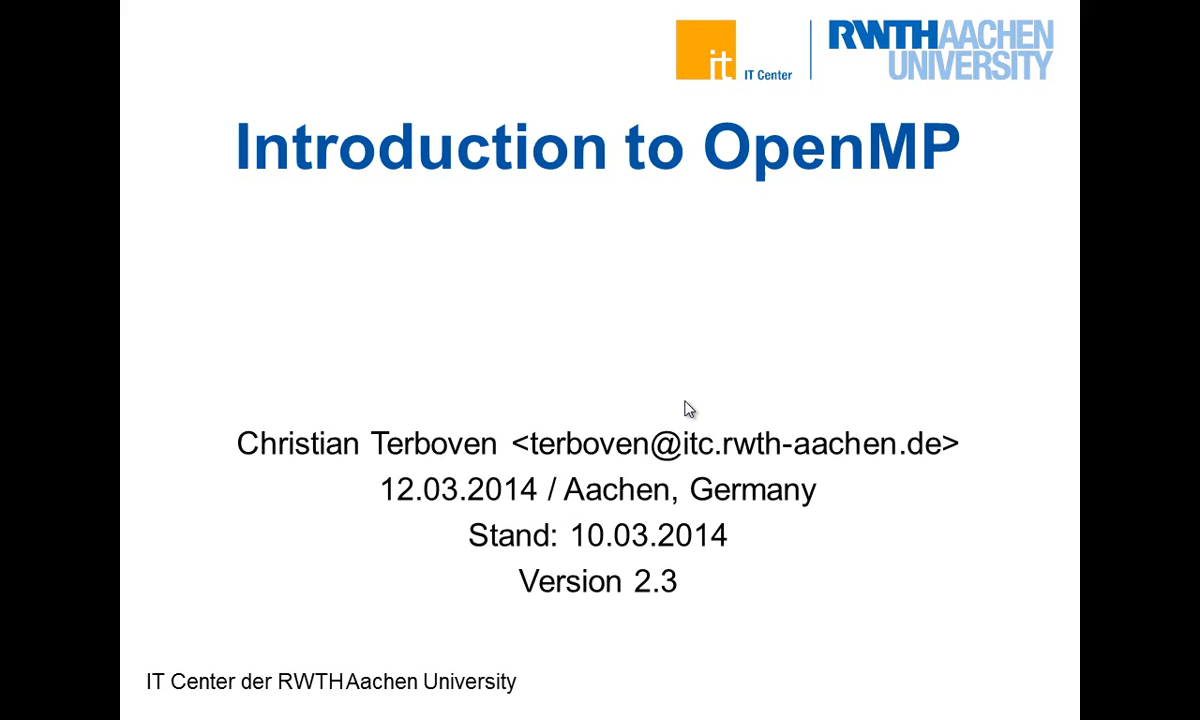 it IT Center
RWTHAACHEN
UNIVERSITY
Introduction to OpenMP
Christian Terboven <terboven@itc.rwth-aachen.de>
12.03.2014 / Aachen, Germany
Stand: 10.03.2014
Version 2.3
IT Center der RWTH Aachen University